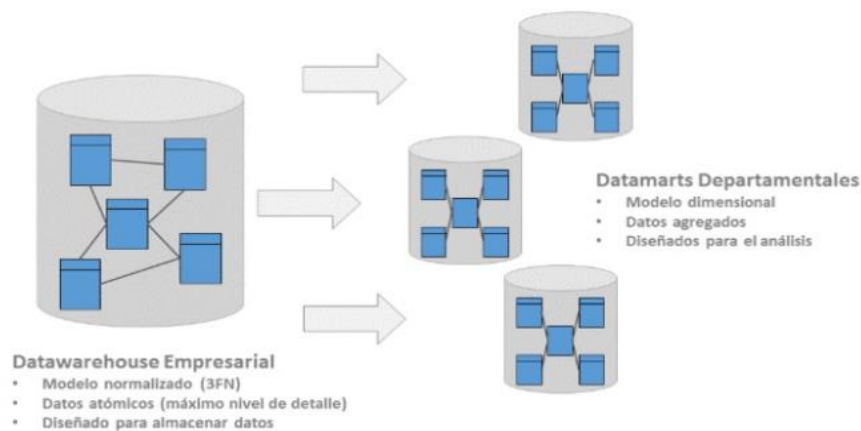 Datamarts Departamentales
• Modelo dimensional
• Datos agregados
• Diseñados para el análisis
Datawarehouse Empresarial
• Modelo normalizado (3FN)
• Datos atómicos (máximo nivel de detalle)
• Diseñado para almacenar datos